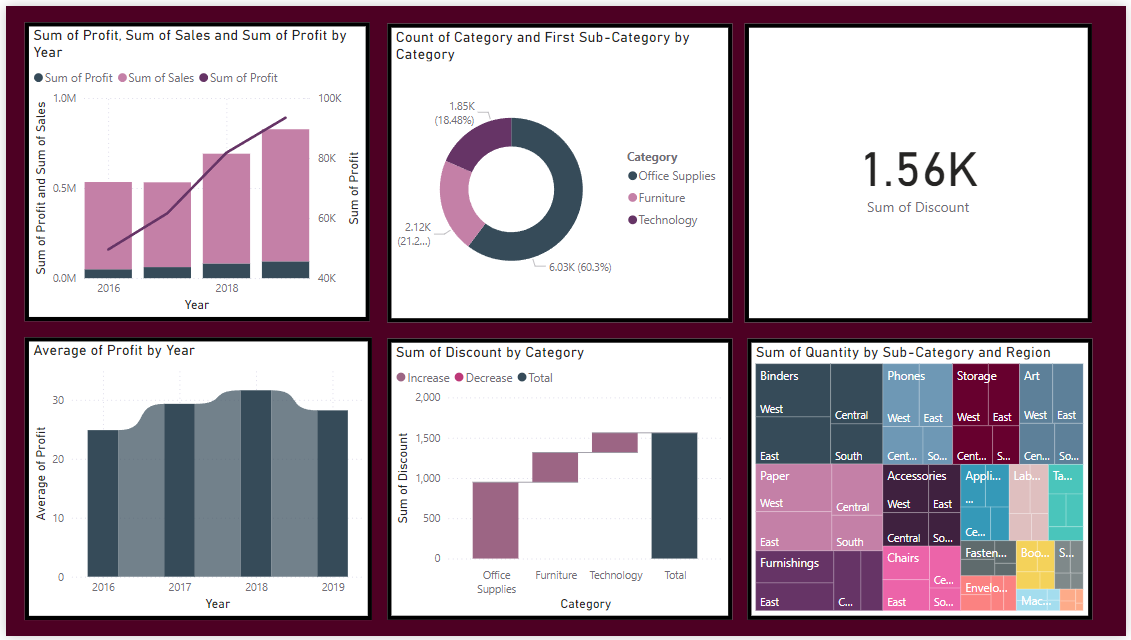 Sum of Profit, Sum of Sales and Sum of Profit by
Year
Sum of Profit Sum of Sales Sum of Profit
Sum of Profit and Sum of Sales
1.0M
0.5M
0.0M
100K
80K
60K
40K
Sum of Profit
2016 2018
Year
Count of Category and First Sub-Category by
Category
1.85K
(18.48%)
2.12K
(21.2...)
6.03K (60.3%)
Category
Office Supplies
Furniture
Technology
1.56K
Sum of Discount
Average of Profit by Year
Average of Profit
30
20
10
0
2016 2017 2018 2019
Year
Sum of Discount by Category
Increase Decrease Total
Sum of Discount
2,000
1,500
1,000
500
0
Office
Supplies
Furniture
Technology
Total
Category
Sum of Quantity by Sub-Category and Region
Binders
West
Central
East
South
Phones
West East
Cent... So...
Storage
West East
Cent... S...
Art
West East
Cen... So...
Paper
West
Central
East
South
Accessories
West East
Central So...
Appli...
...
Ce...
Lab...
Ta...
Furnishings
East
C...
Chairs
Ce...
East So...
Fasten...
Boo...
S...
Envelo...
Mac...